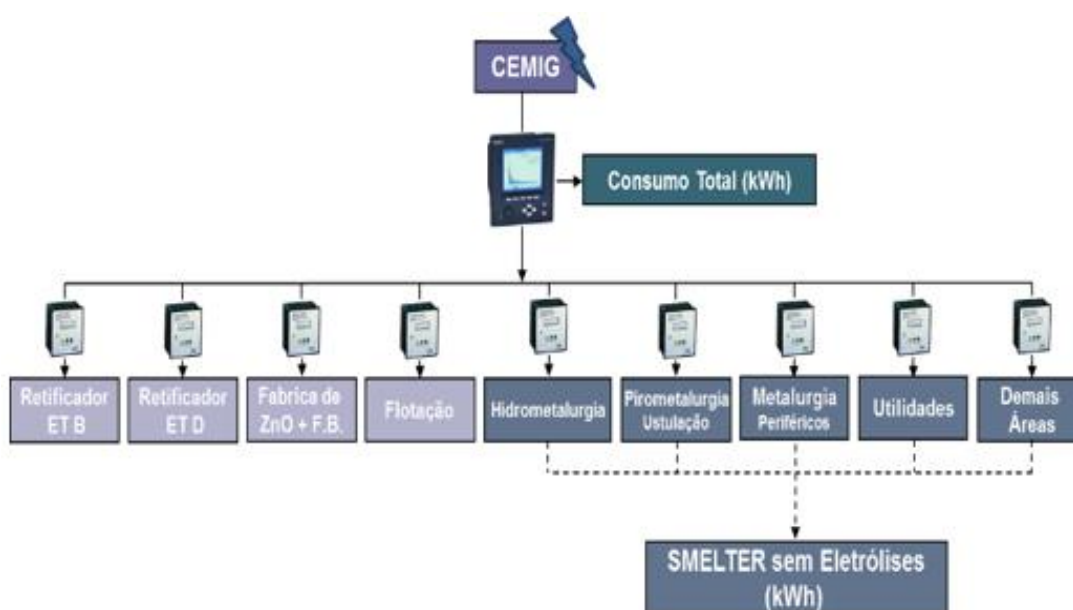 CEMIG
Consumo Total (kWh)
Retificador
ET B
Retificador
ET D
Fabrica de
ZnO + F.B.
Flotação
Hidrometalurgia
Pirometalurgia
Ustulação
Metalurgia
Periféricos
Utilidades
Demais
Áreas
SMELTER sem Eletrólises
(kWh)